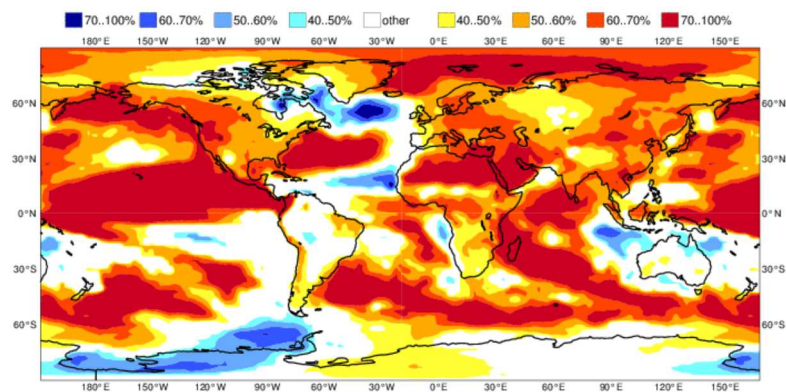 70..100% 60..70% 50..60% 40..50% other 40..50% 50..60% 60..70% 70..100%
180°E 150°W 120°W 90°W 60°W 30°W 0°E 30°E 60°E 90°E 120°E 150°E
60°N 60°N
30°N 30°N
0°N 0°N
30°S 30°S
60°S 60°S
180°E 150°W 120°W 90°W 60°W 30°W 0°E 30°E 60°E 90°E 120°E 150°E